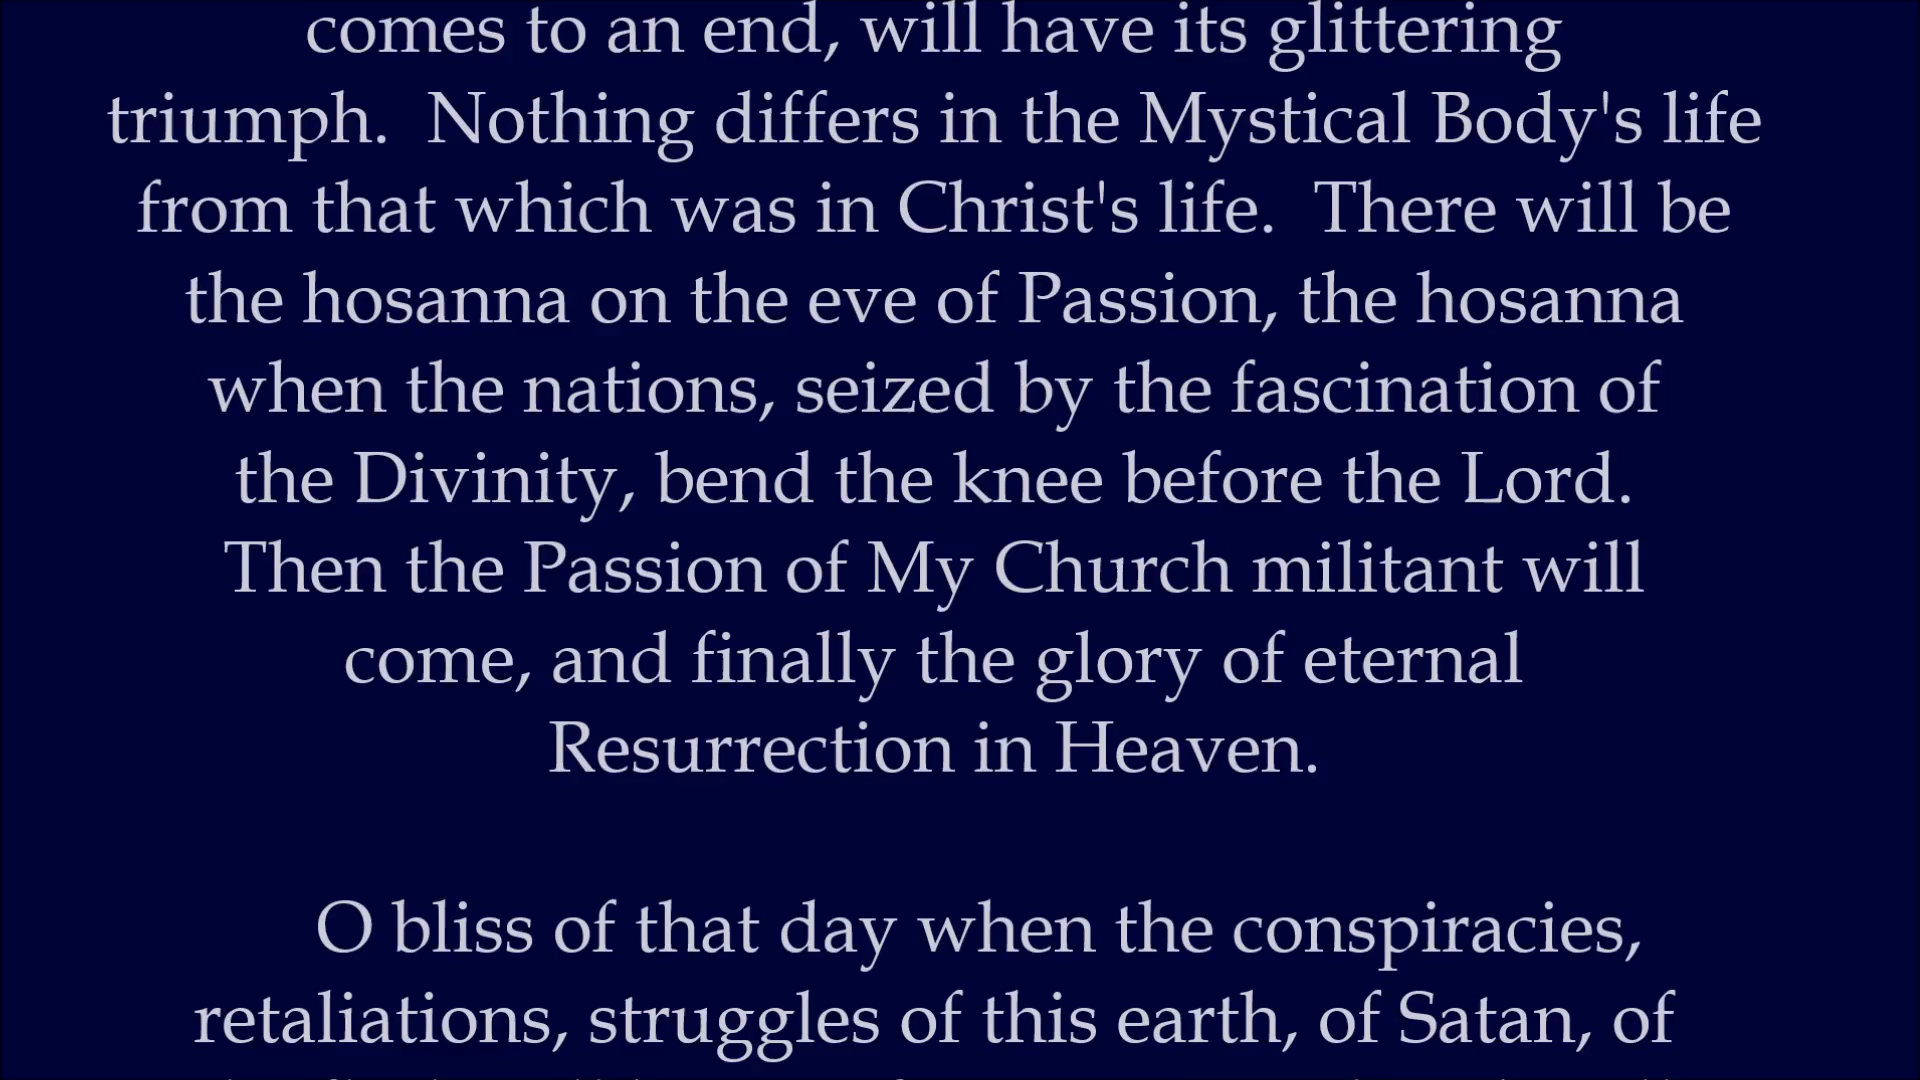 comes to an end, will have its glittering
triumph.  Nothing differs in the Mystical Body's life
from that which was in Christ's life.  There will be
the hosanna on the eve of Passion, the hosanna
when the nations, seized by the fascination of
the Divinity, bend the knee before the Lord.
Then the Passion of My Church militant will
come, and finally the glory of eternal
Resurrection in Heaven.
O bliss of that day when the conspiracies,
retaliations, struggles of this earth, of Satan, of